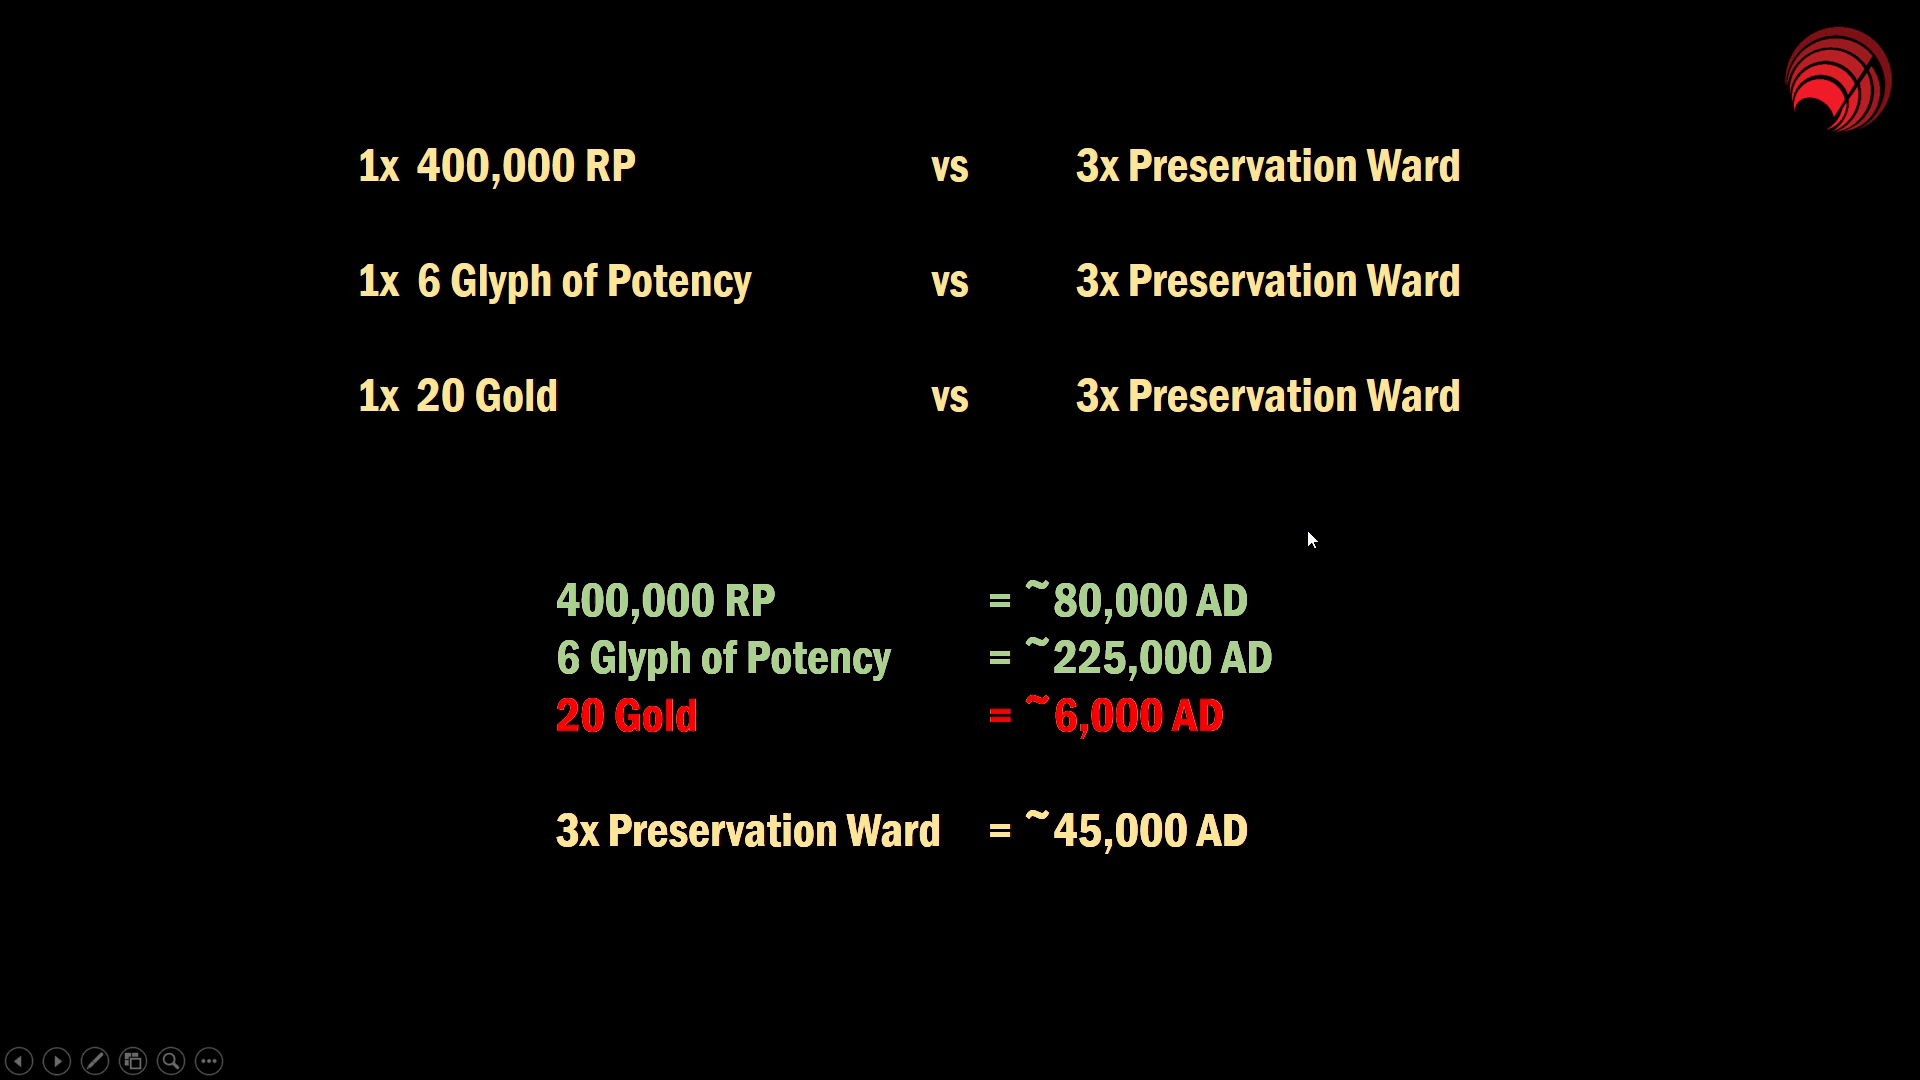 1x 400,000 RP vs 3x Preservation Ward
1x 6 Glyph of Potency vs 3x Preservation Ward
1x 20 Gold vs 3x Preservation Ward
400,000 RP = ~80,000 AD
6 Glyph of Potency = ~225,000 AD
20 Gold = ~6,000 AD
3x Preservation Ward = ~45,000 AD